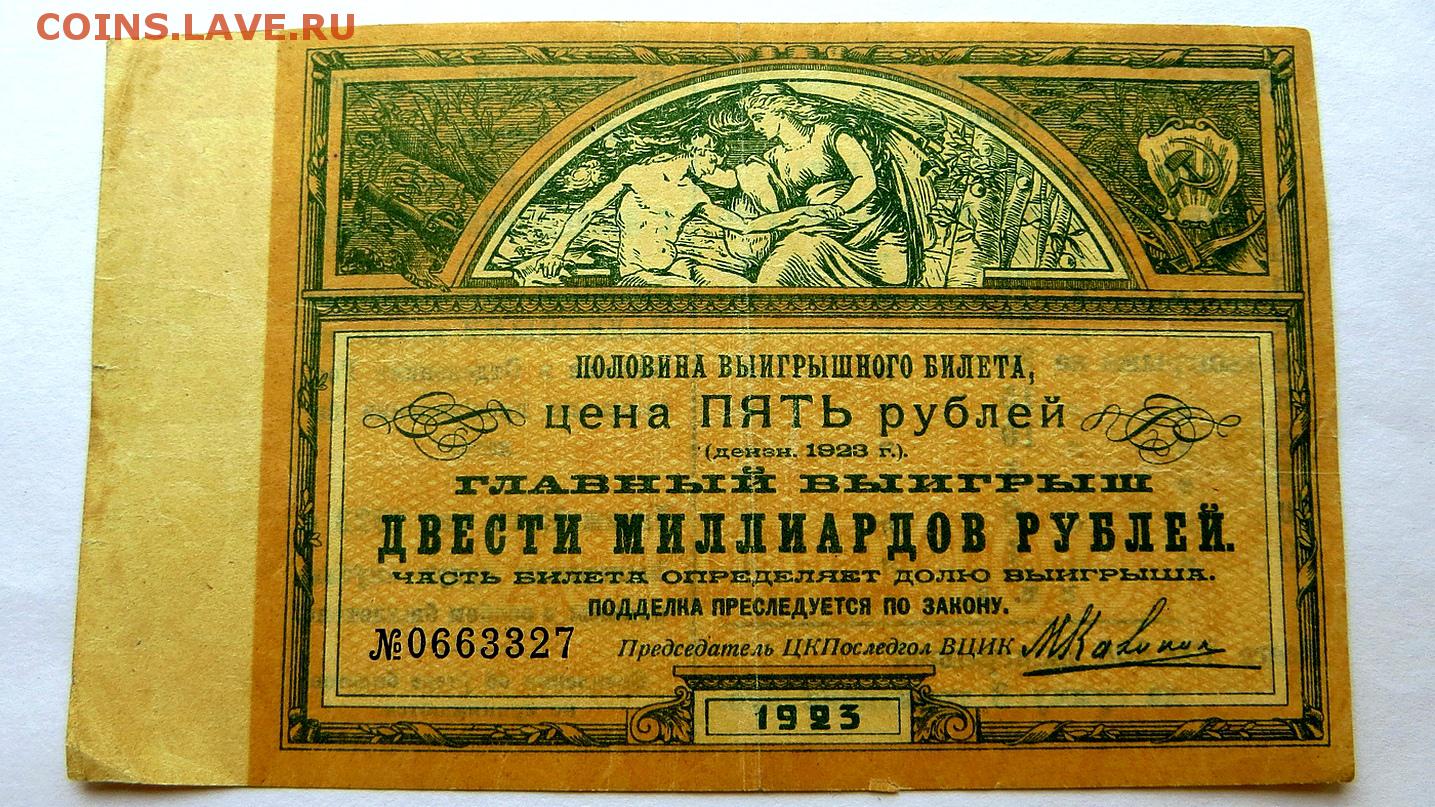 COINS.LAVE.RU
ПОЛОВИНА ВЫИГРЫШНОГО БИЛЕТА,
цена ПЯТЬ рублей
(дензн. 1923 г.).
ГЛАВНЫЙ ВЫИГРЫШ
ДВЕСТИ МИЛЛИАРДОВ РУБЛЕЙ.
ЧАСТЬ БИЛЕТА ОПРЕДЕЛЯЕТ ДОЛЮ ВЫИГРЫША.
ПОДДЕЛКА ПРЕСЛЕДУЕТСЯ ПО ЗАКОНУ.
№0663327 Председатель ЦКПоследгол ВЦИК
1923